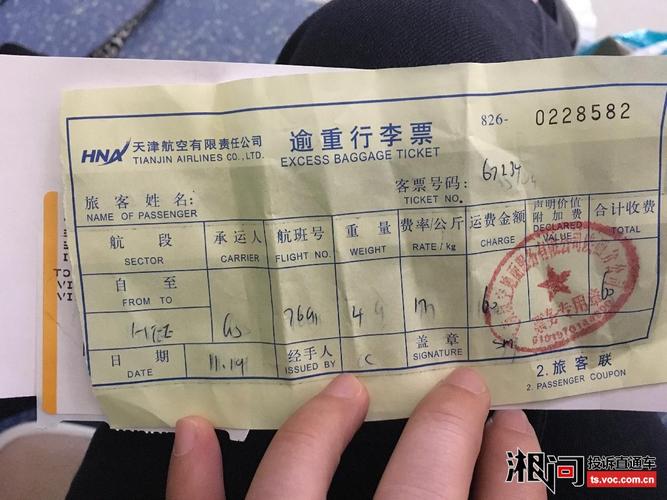 HNA 天津航空有限责任公司
TIANJIN AIRLINES CO., LTD.
逾重行李票
EXCESS BAGGAGE TICKET
826- 0228582
旅客姓名:
NAME OF PASSENGER
客票号码:
TICKET NO.
航段
SECTOR
承运人
CARRIER
航班号
FLIGHT NO.
重量
WEIGHT
费率/公斤
RATE / kg
运费金额
CHARGE
声明价值
附加费
DECLARED
VALUE
合计收费
TOTAL
自 至
FROM TO
GS
4
60
60
日期
DATE
11.19
经手人
ISSUED BY
盖章
SIGNATURE
2. 旅客联
2. PASSENGER COUPON
湘问 投诉直通车
ts.voc.com.cn